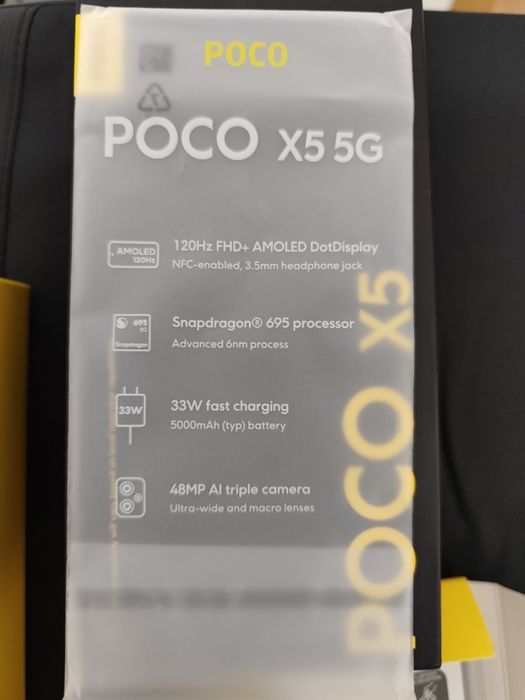 POCO
POCO X5 5G
AMOLED
120Hz
120Hz FHD+ AMOLED DotDisplay
NFC-enabled, 3.5mm headphone jack
695
5G
Snapdragon
Snapdragon® 695 processor
Advanced 6nm process
33W
33W fast charging
5000mAh (typ) battery
48MP AI triple camera
Ultra-wide and macro lenses
POCO X5